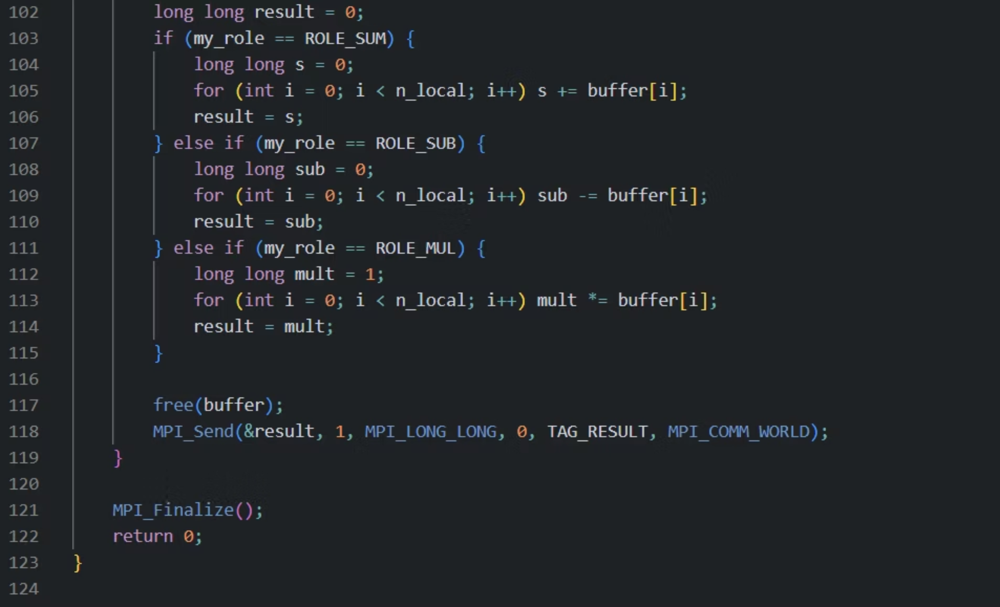 102 long long result = 0;
103 if (my_role == ROLE_SUM) {
104 long long s = 0;
105 for (int i = 0; i < n_local; i++) s += buffer[i];
106 result = s;
107 } else if (my_role == ROLE_SUB) {
108 long long sub = 0;
109 for (int i = 0; i < n_local; i++) sub -= buffer[i];
110 result = sub;
111 } else if (my_role == ROLE_MUL) {
112 long long mult = 1;
113 for (int i = 0; i < n_local; i++) mult *= buffer[i];
114 result = mult;
115 }
116
117 free(buffer);
118 MPI_Send(&result, 1, MPI_LONG_LONG, 0, TAG_RESULT, MPI_COMM_WORLD);
119 }
120
121 MPI_Finalize();
122 return 0;
123 }
124